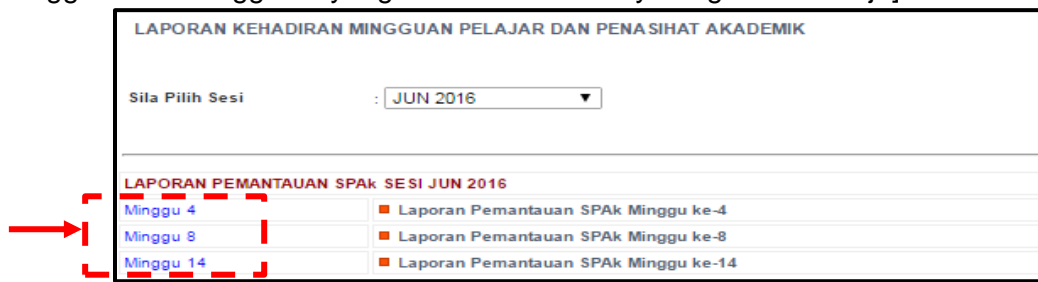 LAPORAN KEHADIRAN MINGGUAN PELAJAR DAN PENASIHAT AKADEMIK
Sila Pilih Sesi : JUN 2016
LAPORAN PEMANTAUAN SPAk SESI JUN 2016
Minggu 4 Laporan Pemantauan SPAk Minggu ke-4
Minggu 8 Laporan Pemantauan SPAk Minggu ke-8
Minggu 14 Laporan Pemantauan SPAk Minggu ke-14